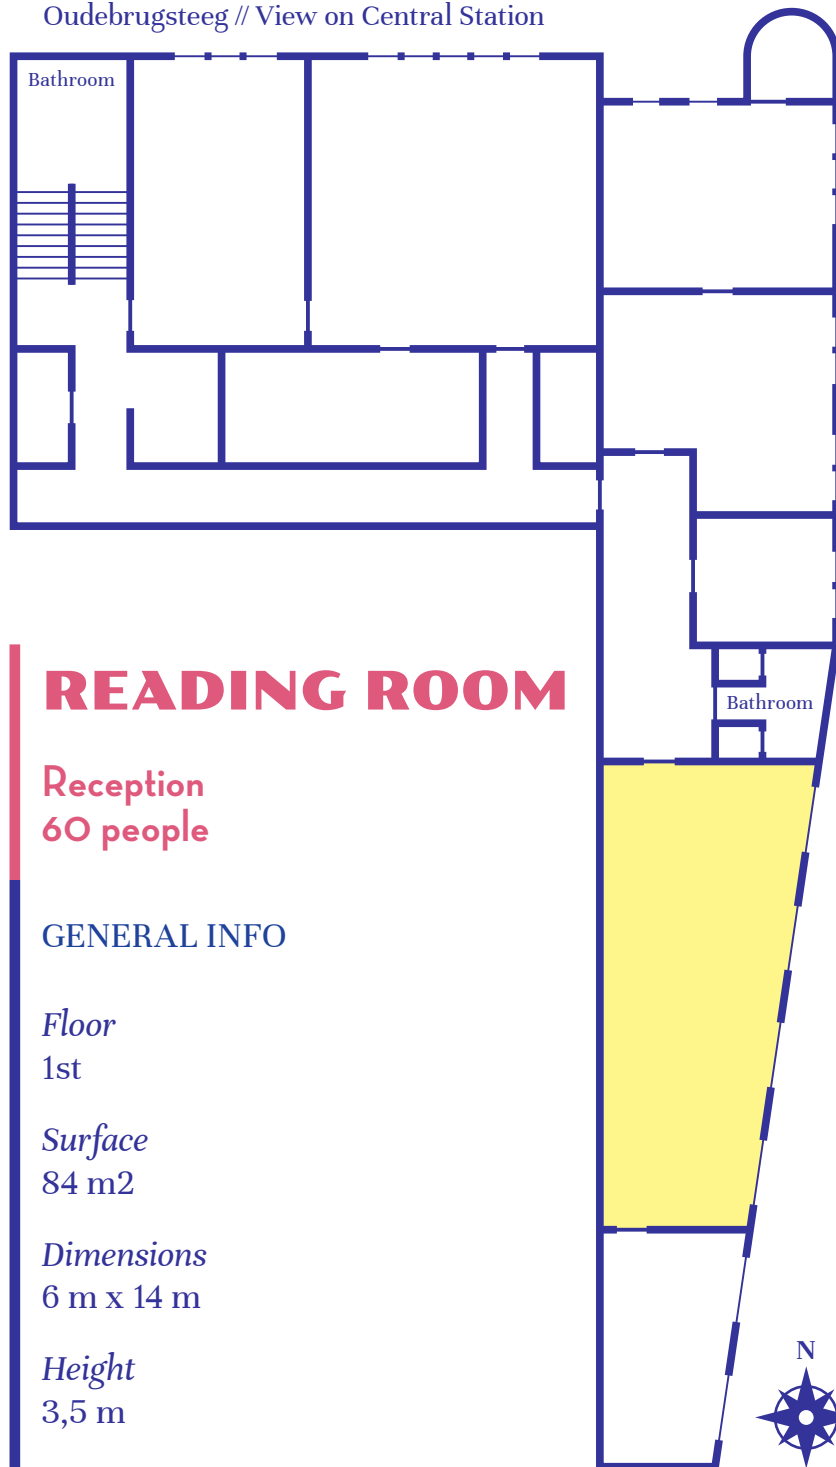 Oudebrugsteeg // View on Central Station
Bathroom
READING ROOM
Bathroom
Reception
60 people
GENERAL INFO
Floor
1st
Surface
84 m2
Dimensions
6 m x 14 m
Height
3,5 m
N